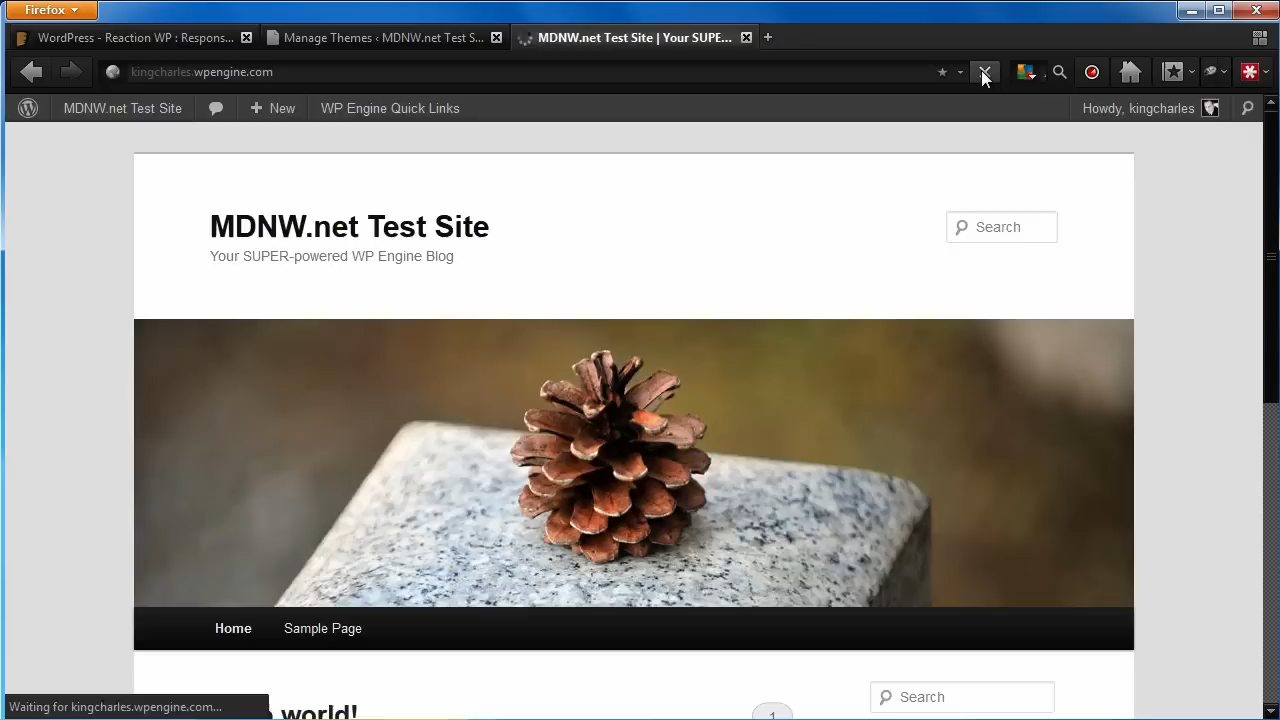 Firefox
WordPress - Reaction WP : Respons...
Manage Themes ‹ MDNW.net Test S...
MDNW.net Test Site | Your SUPE...
kingcharles.wpengine.com
MDNW.net Test Site
New
WP Engine Quick Links
Howdy, kingcharles
MDNW.net Test Site
Your SUPER-powered WP Engine Blog
Search
Home
Sample Page
Search
world!
1
Waiting for kingcharles.wpengine.com...